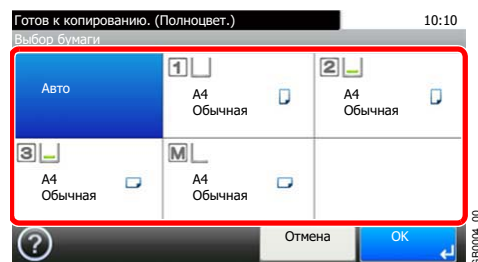 Готов к копированию. (Полноцвет.) 10:10
Выбор бумаги
Авто
1
A4
Обычная
2
A4
Обычная
3
A4
Обычная
M
A4
Обычная
?
Отмена
OK